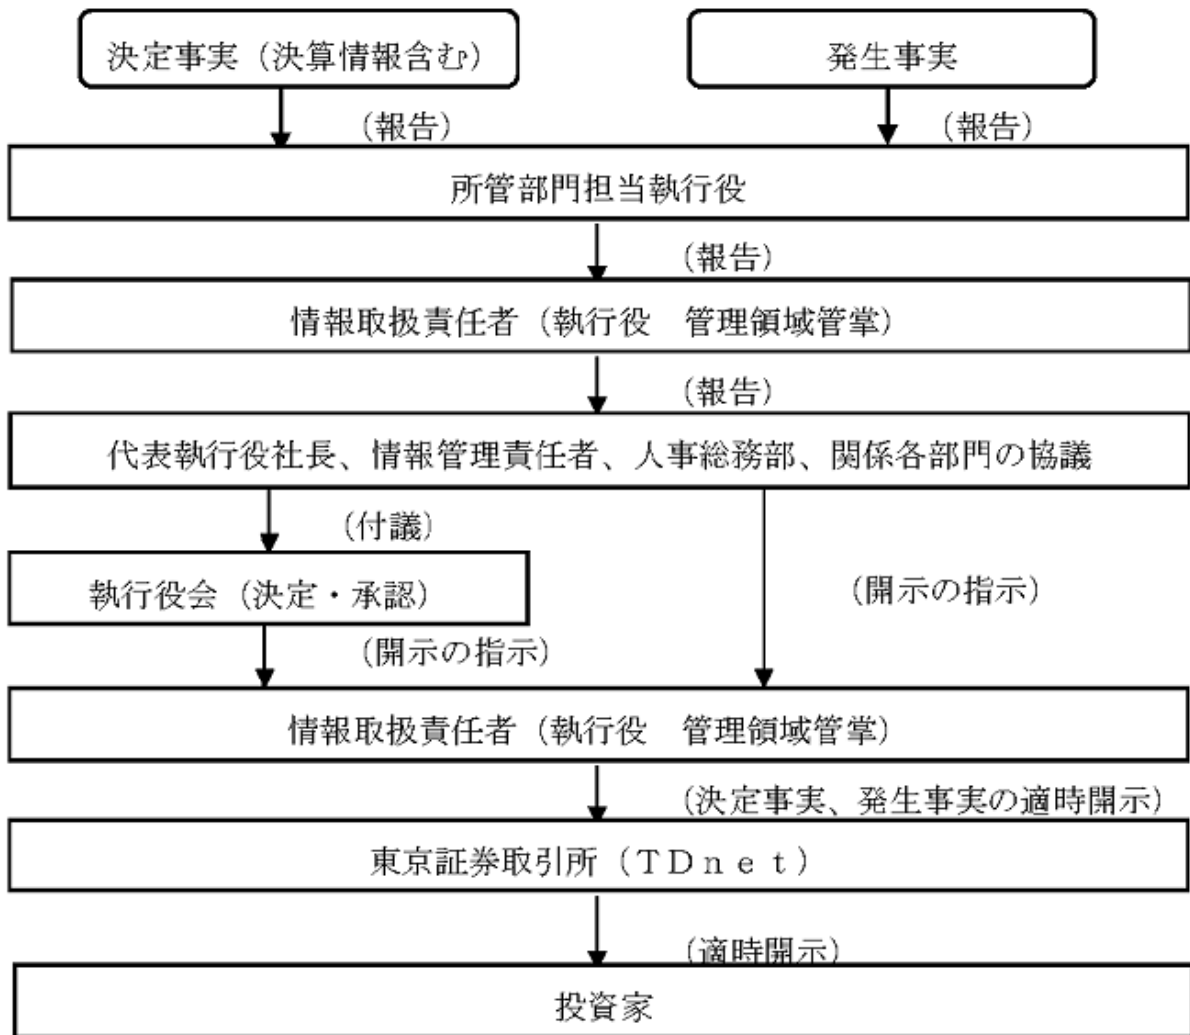 決定事実（決算情報含む）
発生事実
（報告）
（報告）
所管部門担当執行役
（報告）
情報取扱責任者（執行役　管理領域管掌）
（報告）
代表執行役社長、情報管理責任者、人事総務部、関係各部門の協議
（付議）
執行役会（決定・承認）
（開示の指示）
（開示の指示）
情報取扱責任者（執行役　管理領域管掌）
（決定事実、発生事実の適時開示）
東京証券取引所（ＴＤｎｅｔ）
（適時開示）
投資家